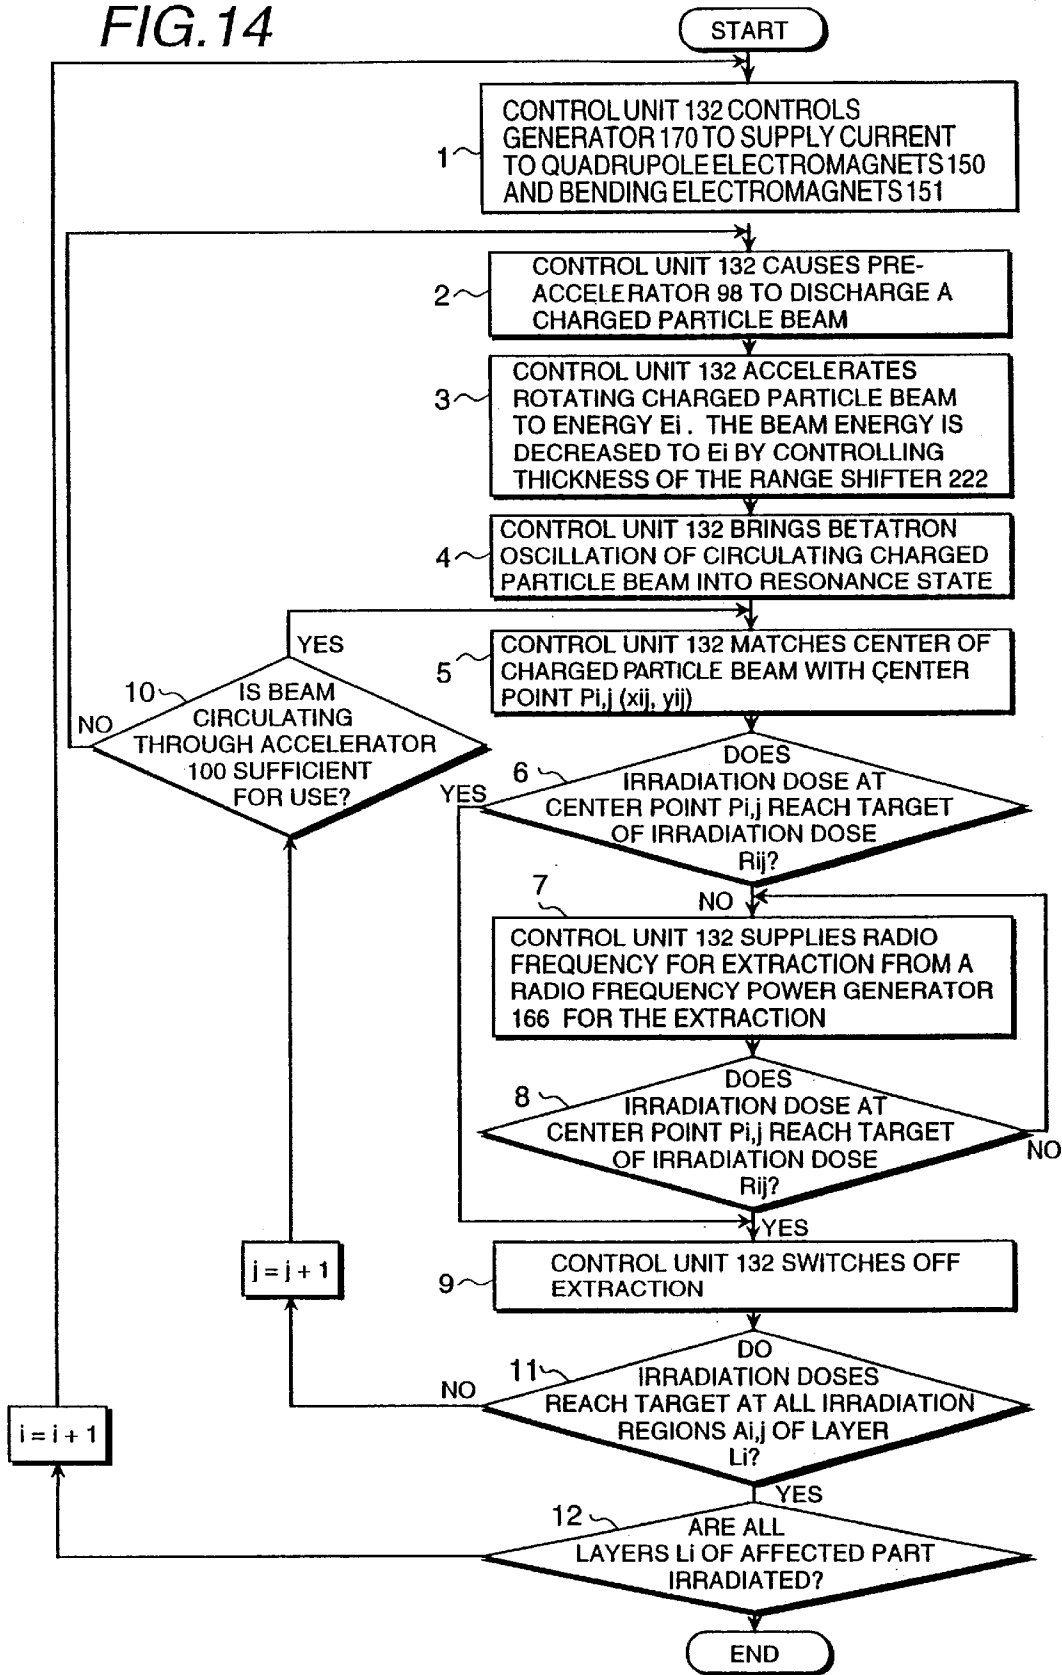 FIG.14
START
1
CONTROL UNIT 132 CONTROLS
GENERATOR 170 TO SUPPLY CURRENT
TO QUADRUPOLE ELECTROMAGNETS 150
AND BENDING ELECTROMAGNETS 151
2
CONTROL UNIT 132 CAUSES PRE-
ACCELERATOR 98 TO DISCHARGE A
CHARGED PARTICLE BEAM
3
CONTROL UNIT 132 ACCELERATES
ROTATING CHARGED PARTICLE BEAM
TO ENERGY Ei. THE BEAM ENERGY IS
DECREASED TO Ei BY CONTROLLING
THICKNESS OF THE RANGE SHIFTER 222
4
CONTROL UNIT 132 BRINGS BETATRON
OSCILLATION OF CIRCULATING CHARGED
PARTICLE BEAM INTO RESONANCE STATE
YES
5
CONTROL UNIT 132 MATCHES CENTER OF
CHARGED PARTICLE BEAM WITH CENTER
POINT Pi,j (xij, yij)
10
NO
IS BEAM
CIRCULATING
THROUGH ACCELERATOR
100 SUFFICIENT
FOR USE?
6
YES
DOES
IRRADIATION DOSE AT
CENTER POINT Pi,j REACH TARGET
OF IRRADIATION DOSE
Rij?
7
NO
CONTROL UNIT 132 SUPPLIES RADIO
FREQUENCY FOR EXTRACTION FROM A
RADIO FREQUENCY POWER GENERATOR
166 FOR THE EXTRACTION
8
DOES
IRRADIATION DOSE AT
CENTER POINT Pi,j REACH TARGET
OF IRRADIATION DOSE
Rij?
NO
YES
j = j + 1
9
CONTROL UNIT 132 SWITCHES OFF
EXTRACTION
11
NO
DO
IRRADIATION DOSES
REACH TARGET AT ALL IRRADIATION
REGIONS Ai,j OF LAYER
Li?
i = i + 1
YES
12
ARE ALL
LAYERS Li OF AFFECTED PART
IRRADIATED?
END